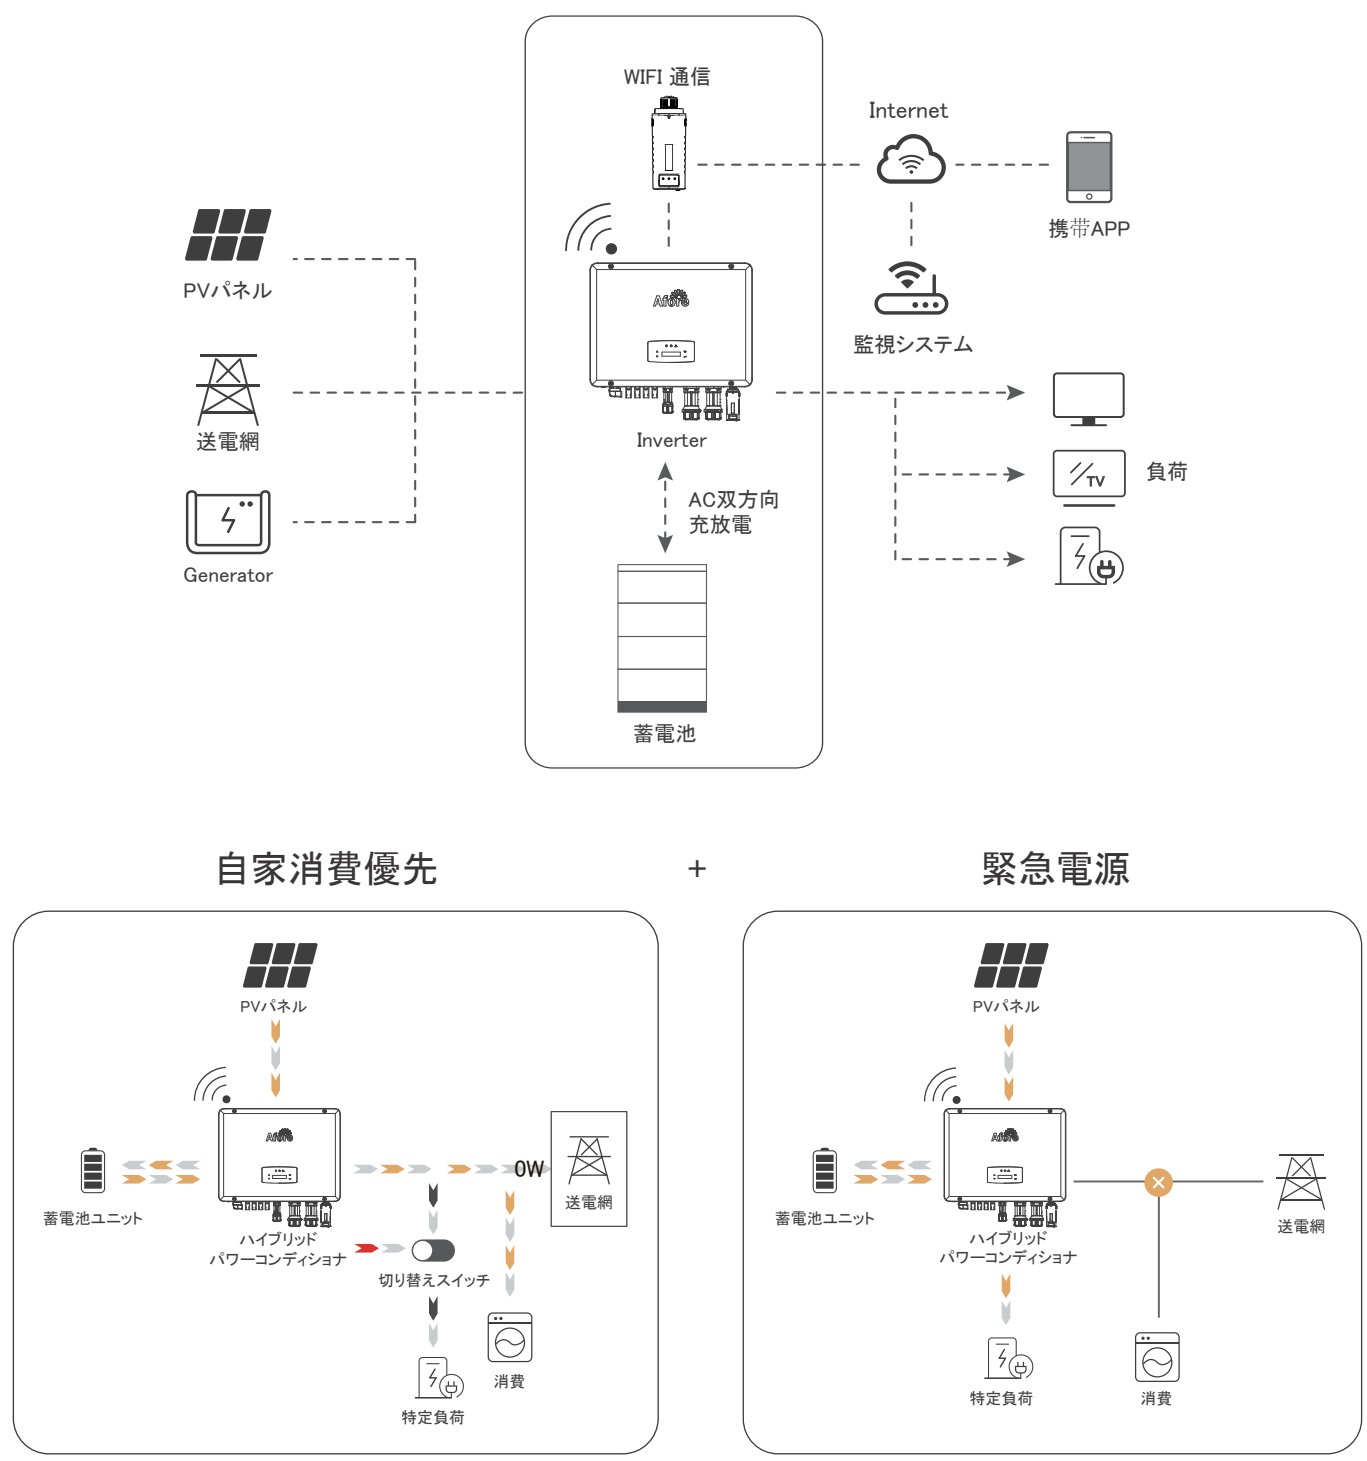 WIFI 通信
Internet
携帯APP
PVパネル
Afore
監視システム
送電網
Inverter
TV
負荷
AC双方向
充放電
Generator
蓄電池
自家消費優先
+
緊急電源
PVパネル
Afore
0W
送電網
蓄電池ユニット
ハイブリッド
パワーコンディショナ
切り替えスイッチ
消費
特定負荷
PVパネル
Afore
蓄電池ユニット
送電網
ハイブリッド
パワーコンディショナ
特定負荷
消費